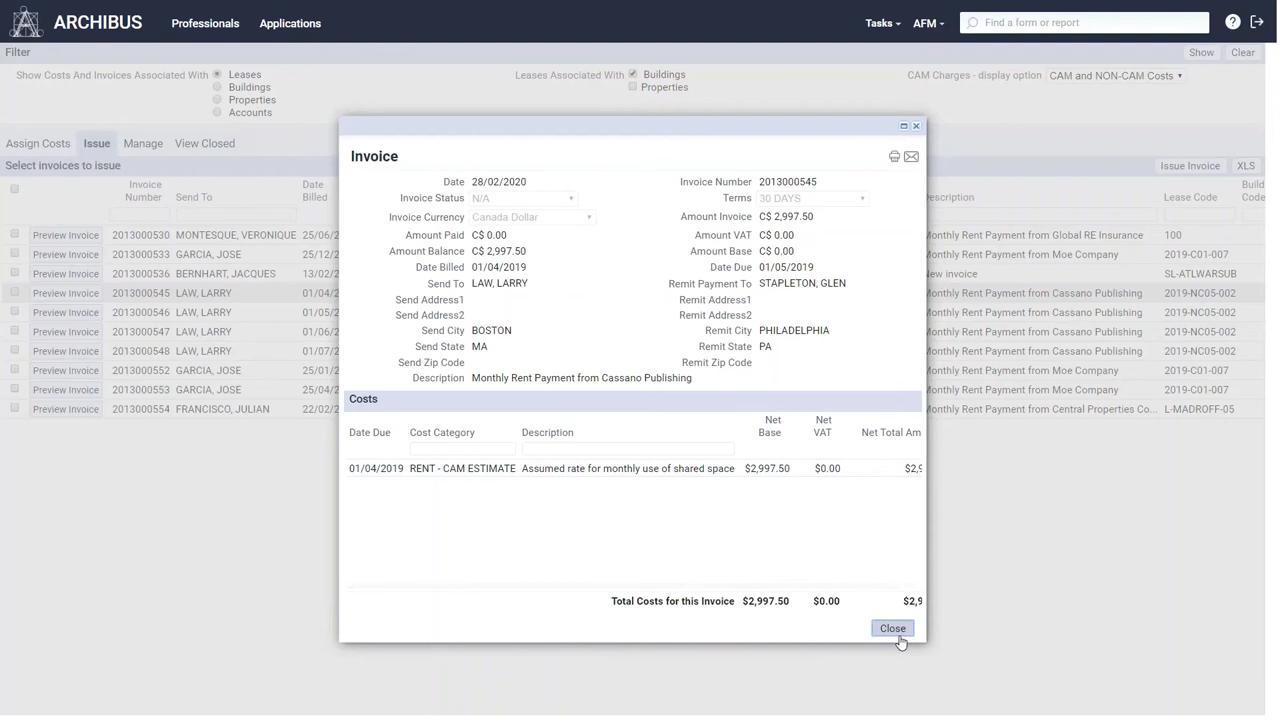 ARCHIBUS Professionals Applications Tasks AFM Find a form or report
Filter Show Clear
Show Costs And Invoices Associated With Leases Leases Associated With Buildings CAM Charges - display option CAM and NON-CAM Costs
Buildings Properties
Properties
Accounts
Assign Costs Issue Manage View Closed
Select invoices to issue Issue Invoice XLS
Invoice Number Send To Date Billed Description Lease Code Build Code
Preview Invoice 2013000530 MONTESQUE, VERONIQUE 25/06/ Monthly Rent Payment from Global RE Insurance 100
Preview Invoice 2013000533 GARCIA, JOSE 25/12/ Monthly Rent Payment from Moe Company 2019-C01-007
Preview Invoice 2013000536 BERNHART, JACQUES 13/02/ New invoice SL-ATLWARSUB
Preview Invoice 2013000545 LAW, LARRY 01/04/2 Monthly Rent Payment from Cassano Publishing 2019-NC05-002
Preview Invoice 2013000546 LAW, LARRY 01/05/2 Monthly Rent Payment from Cassano Publishing 2019-NC05-002
Preview Invoice 2013000547 LAW, LARRY 01/06/2 Monthly Rent Payment from Cassano Publishing 2019-NC05-002
Preview Invoice 2013000548 LAW, LARRY 01/07/2 Monthly Rent Payment from Cassano Publishing 2019-NC05-002
Preview Invoice 2013000552 GARCIA, JOSE 25/01/2 Monthly Rent Payment from Moe Company 2019-C01-007
Preview Invoice 2013000553 GARCIA, JOSE 25/04/2 Monthly Rent Payment from Moe Company 2019-C01-007
Preview Invoice 2013000554 FRANCISCO, JULIAN 22/02/2 Monthly Rent Payment from Central Properties Co... L-MADROFF-05
Invoice
Date 28/02/2020 Invoice Number 2013000545
Invoice Status N/A Terms 30 DAYS
Invoice Currency Canada Dollar Amount Invoice C$ 2,997.50
Amount Paid C$ 0.00 Amount VAT C$ 0.00
Amount Balance C$ 2,997.50 Amount Base C$ 0.00
Date Billed 01/04/2019 Date Due 01/05/2019
Send To LAW, LARRY Remit Payment To STAPLETON, GLEN
Send Address1 Remit Address1
Send Address2 Remit Address2
Send City BOSTON Remit City PHILADELPHIA
Send State MA Remit State PA
Send Zip Code Remit Zip Code
Description Monthly Rent Payment from Cassano Publishing
Costs
Date Due Cost Category Description Net Base Net VAT Net Total Am
01/04/2019 RENT - CAM ESTIMATE Assumed rate for monthly use of shared space $2,997.50 $0.00 $2,9
Total Costs for this Invoice $2,997.50 $0.00 $2,9
Close